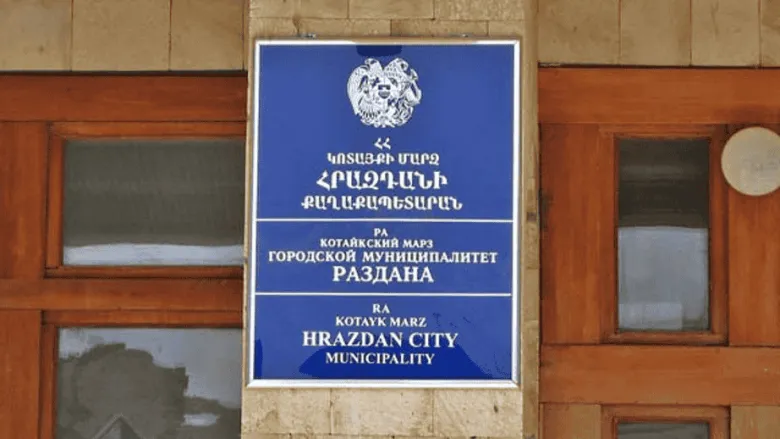 ՀՀ
ԿՈՏԱՅՔԻ ՄԱՐԶ
ՀՐԱԶԴԱՆԻ
ՔԱՂԱՔԱՊԵՏԱՐԱՆ
РА
КОТАЙКСКИЙ МАРЗ
ГОРОДСКОЙ МУНИЦИПАЛИТЕТ
РАЗДАНА
RA
KOTAYK MARZ
HRAZDAN CITY
MUNICIPALITY